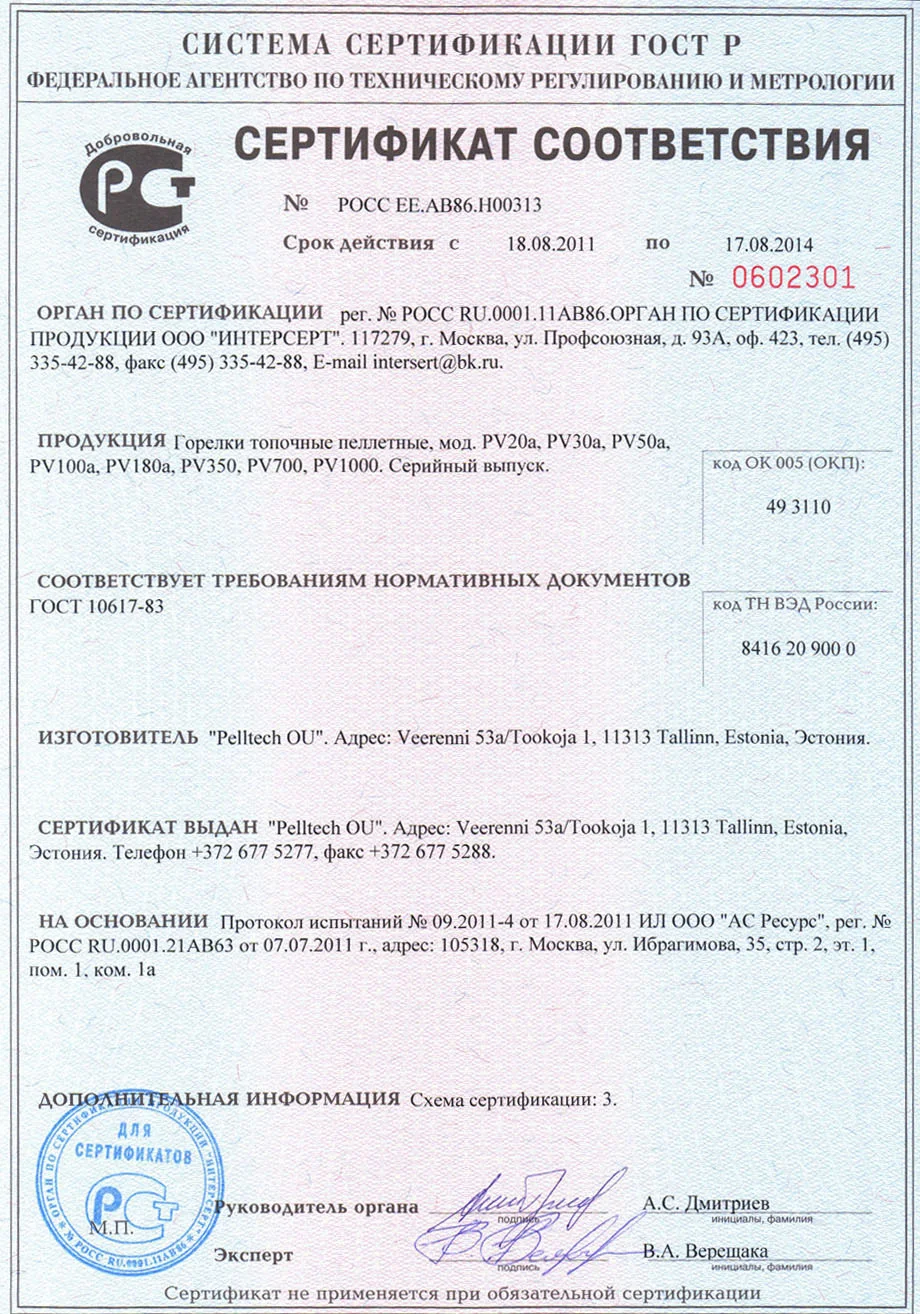 СИСТЕМА СЕРТИФИКАЦИИ ГОСТ Р
ФЕДЕРАЛЬНОЕ АГЕНТСТВО ПО ТЕХНИЧЕСКОМУ РЕГУЛИРОВАНИЮ И МЕТРОЛОГИИ
Добровольная
РСТ
сертификация
СЕРТИФИКАТ СООТВЕТСТВИЯ
№ РОСС EE.АВ86.Н00313
Срок действия с 18.08.2011 по 17.08.2014
№ 0602301
ОРГАН ПО СЕРТИФИКАЦИИ рег. № РОСС RU.0001.11АВ86.ОРГАН ПО СЕРТИФИКАЦИИ
ПРОДУКЦИИ ООО "ИНТЕРСЕРТ". 117279, г. Москва, ул. Профсоюзная, д. 93А, оф. 423, тел. (495)
335-42-88, факс (495) 335-42-88, E-mail intersert@bk.ru.
ПРОДУКЦИЯ Горелки топочные пеллетные, мод. PV20a, PV30a, PV50a,
PV100a, PV180a, PV350, PV700, PV1000. Серийный выпуск.
код ОК 005 (ОКП):
49 3110
СООТВЕТСТВУЕТ ТРЕБОВАНИЯМ НОРМАТИВНЫХ ДОКУМЕНТОВ
ГОСТ 10617-83
код ТН ВЭД России:
8416 20 900 0
ИЗГОТОВИТЕЛЬ "Pelltech OU". Адрес: Veerenni 53a/Tookoja 1, 11313 Tallinn, Estonia, Эстония.
СЕРТИФИКАТ ВЫДАН "Pelltech OU". Адрес: Veerenni 53a/Tookoja 1, 11313 Tallinn, Estonia,
Эстония. Телефон +372 677 5277, факс +372 677 5288.
НА ОСНОВАНИИ Протокол испытаний № 09.2011-4 от 17.08.2011 ИЛ ООО "АС Ресурс", рег. №
РОСС RU.0001.21АВ63 от 07.07.2011 г., адрес: 105318, г. Москва, ул. Ибрагимова, 35, стр. 2, эт. 1,
пом. 1, ком. 1а
ДОПОЛНИТЕЛЬНАЯ ИНФОРМАЦИЯ Схема сертификации: 3.
ОРГАН ПО СЕРТИФИКАЦИИ ПРОДУКЦИИ "ИНТЕРСЕРТ"
№ РОСС RU.0001.11АВ86
ДЛЯ
СЕРТИФИКАТОВ
РСТ
М.П.
Руководитель органа
подпись
А.С. Дмитриев
инициалы, фамилия
Эксперт
подпись
В.А. Верещака
инициалы, фамилия
Сертификат не применяется при обязательной сертификации